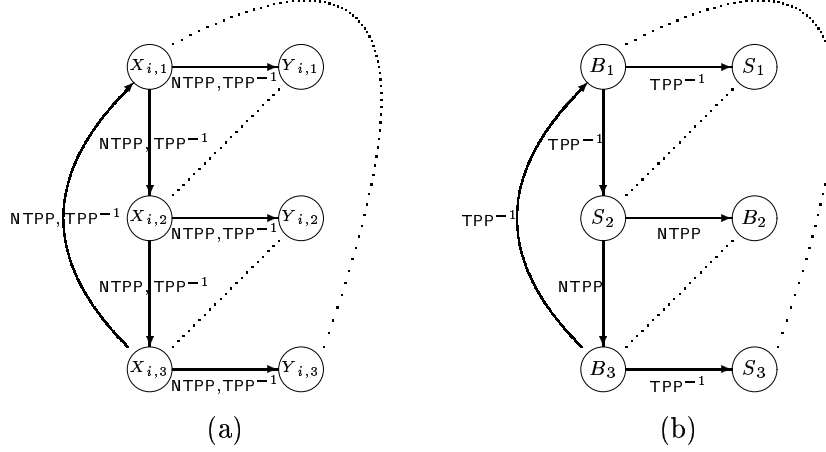 X_{i,1} Y_{i,1} B_1 S_1
NTPP,TPP^{-1} TPP^{-1}
NTPP,TPP^{-1} TPP^{-1}
NTPP,TPP^{-1} X_{i,2} Y_{i,2} TPP^{-1} S_2 B_2
NTPP,TPP^{-1} NTPP
NTPP,TPP^{-1} NTPP
X_{i,3} Y_{i,3} B_3 S_3
NTPP,TPP^{-1} TPP^{-1}
(a) (b)